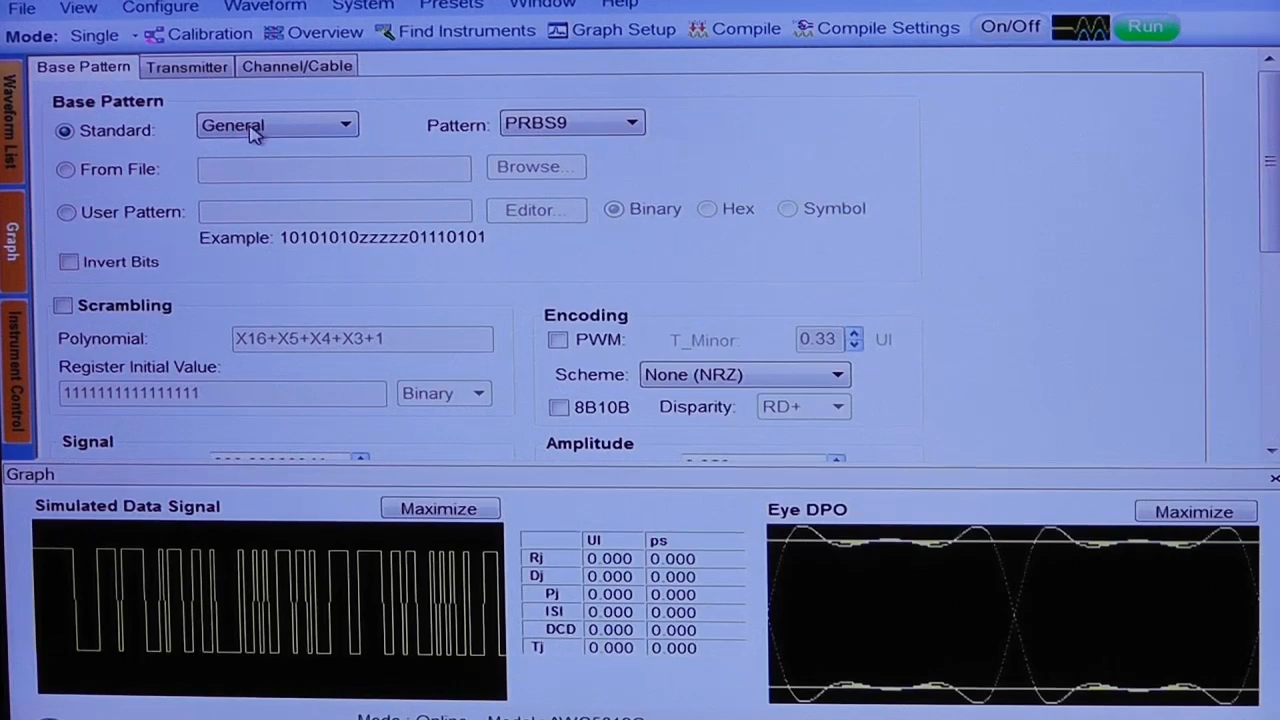 File View Configure Waveform System Presets Window Help
Mode: Single Calibration Overview Find Instruments Graph Setup Compile Compile Settings On/Off Run
Base Pattern Transmitter Channel/Cable
Waveform List
Graph
Instrument Control
Base Pattern
Standard: General Pattern: PRBS9
From File: Browse...
User Pattern: Editor... Binary Hex Symbol
Example: 10101010zzzzz01110101
Invert Bits
Scrambling
Polynomial: X16+X5+X4+X3+1
Register Initial Value:
1111111111111111 Binary
Encoding
PWM: T_Minor: 0.33 UI
Scheme: None (NRZ)
8B10B Disparity: RD+
Signal Amplitude
Graph
Simulated Data Signal Maximize
UI ps
Rj 0.000 0.000
Dj 0.000 0.000
Pj 0.000 0.000
ISI 0.000 0.000
DCD 0.000 0.000
Tj 0.000 0.000
Eye DPO Maximize